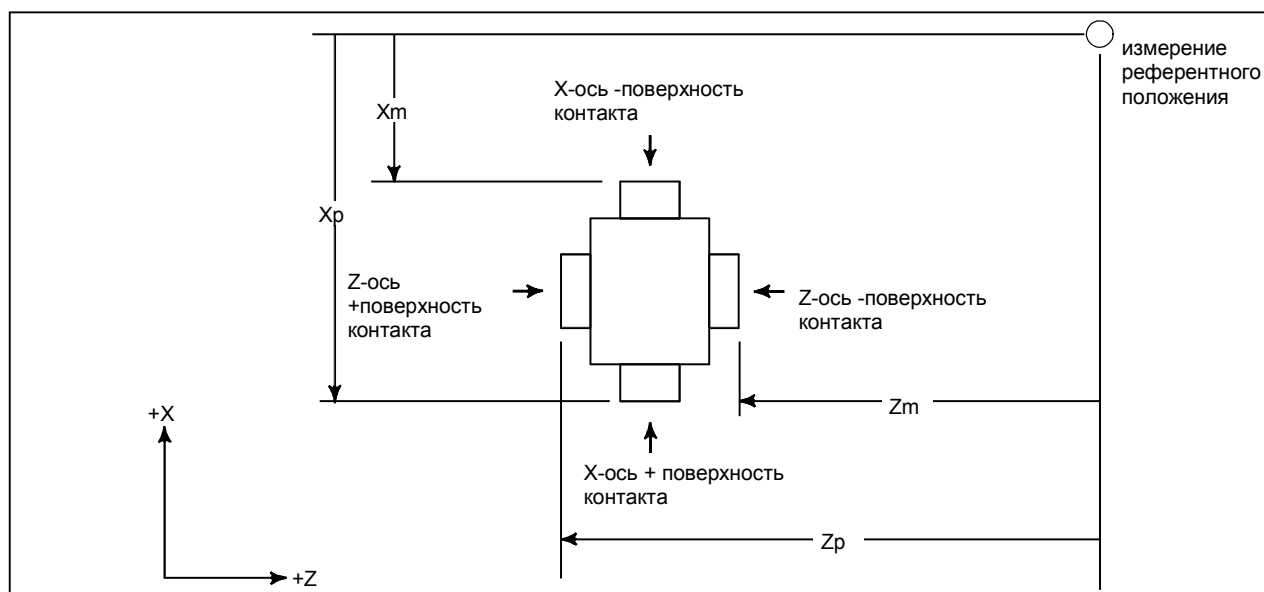 измерение
референтного
положения
X-ось -поверхность
контакта
Xm
Xp
Z-ось
+поверхность
контакта
Z-ось -поверхность
контакта
Zm
+X
X-ось + поверхность
контакта
Zp
+Z